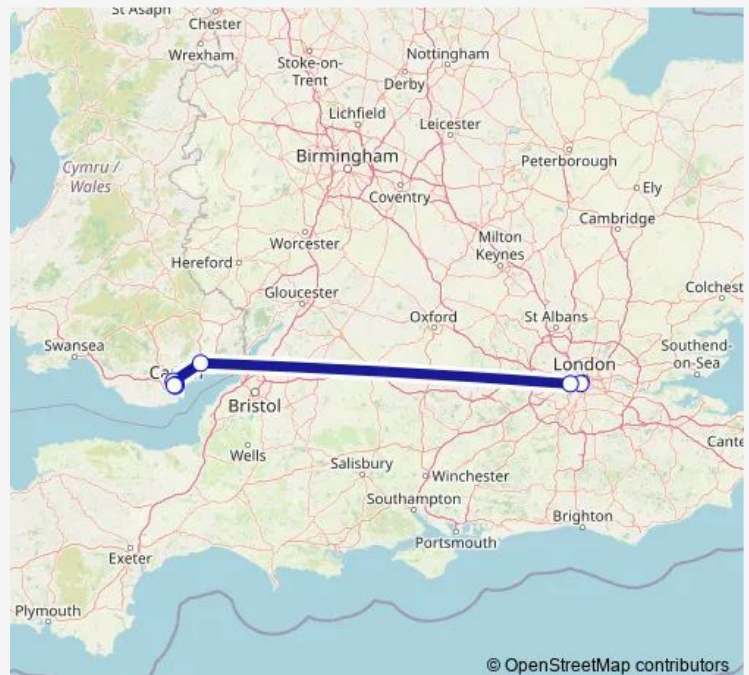 St Asaph
Chester
Wrexham
Stoke-on-
Trent
Nottingham
Derby
Lichfield
Leicester
Birmingham
Peterborough
Cymru /
Wales
Coventry
Ely
Cambridge
Worcester
Milton
Keynes
Hereford
Gloucester
Colchest
Oxford
St Albans
Swansea
Southend-
on-Sea
London
Ca
Bristol
Cante
Wells
Salisbury
Winchester
Southampton
Brighton
Portsmouth
Exeter
Plymouth
© OpenStreetMap contributors